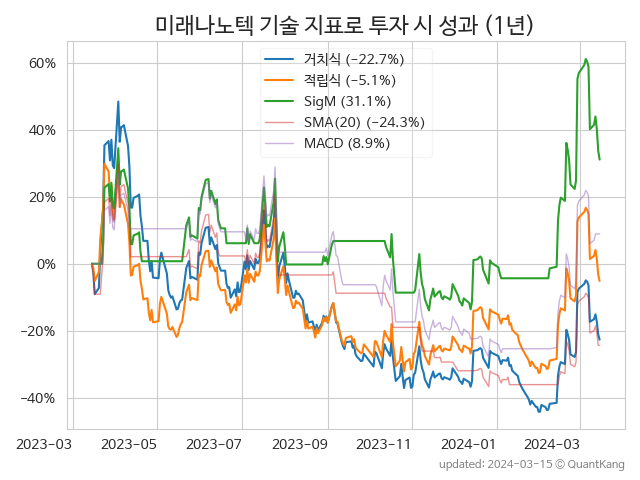 미래나노텍 기술 지표로 투자 시 성과 (1년)
거치식 (−22.7%)
적립식 (−5.1%)
SigM (31.1%)
SMA(20) (−24.3%)
MACD (8.9%)
60%
40%
20%
0%
−20%
−40%
2023−03 2023−05 2023−07 2023−09 2023−11 2024−01 2024−03
updated: 2024−03−15 ⓒ QuantKang